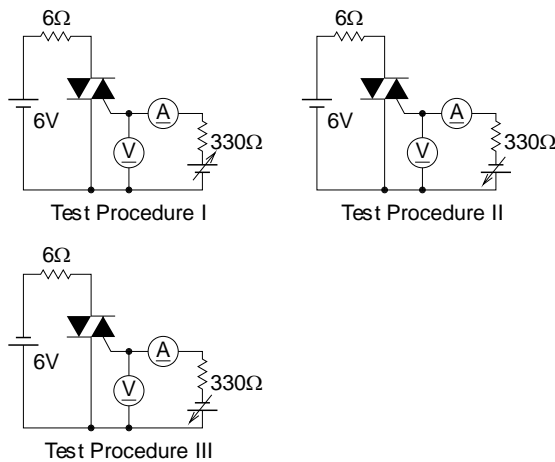 6Ω
6V
A
V
330Ω
Test Procedure I
6Ω
6V
A
V
330Ω
Test Procedure II
6Ω
6V
A
V
330Ω
Test Procedure III